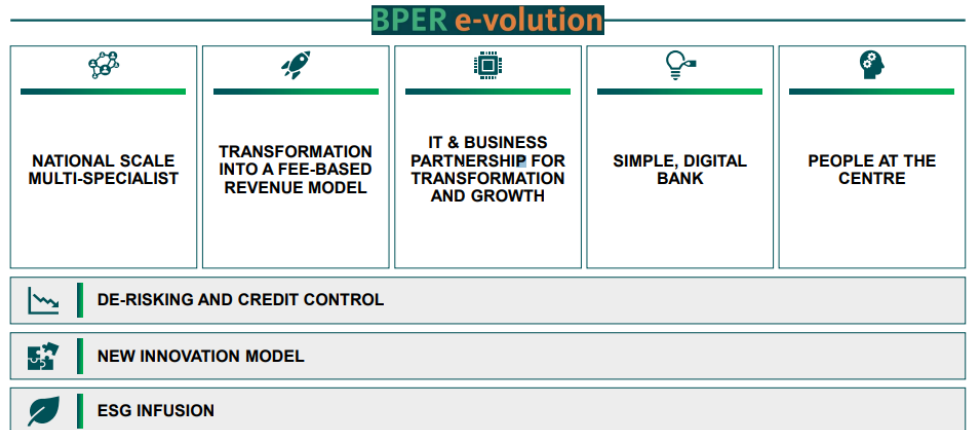 BPER e-volution
NATIONAL SCALE
MULTI-SPECIALIST
TRANSFORMATION
INTO A FEE-BASED
REVENUE MODEL
IT & BUSINESS
PARTNERSHIP FOR
TRANSFORMATION
AND GROWTH
SIMPLE, DIGITAL
BANK
PEOPLE AT THE
CENTRE
DE-RISKING AND CREDIT CONTROL
NEW INNOVATION MODEL
ESG INFUSION